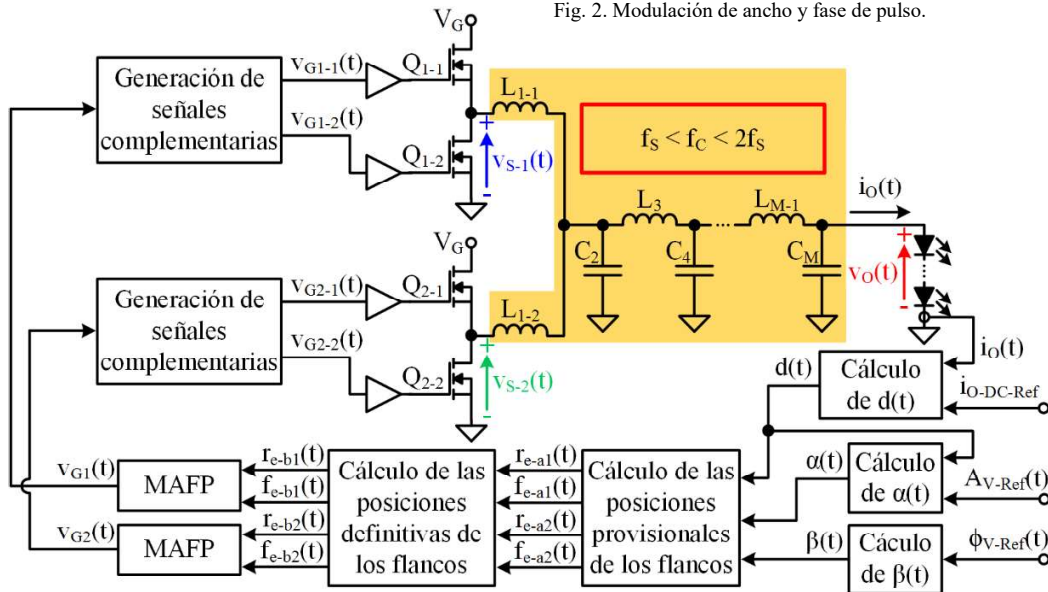 Fig. 2. Modulación de ancho y fase de pulso.
V_G
Generación de
señales
complementarias
v_G1-1(t)
v_G1-2(t)
Q_1-1
Q_1-2
L_1-1
+
v_S-1(t)
-
f_S < f_C < 2f_S
L_3
...
L_M-1
i_O(t)
C_2
C_4
C_M
+
v_O(t)
-
V_G
Generación de
señales
complementarias
v_G2-1(t)
v_G2-2(t)
Q_2-1
Q_2-2
L_1-2
+
v_S-2(t)
-
i_O(t)
d(t)
Cálculo
de d(t)
i_O-DC-Ref
v_G1(t)
MAFP
r_e-b1(t)
f_e-b1(t)
v_G2(t)
MAFP
r_e-b2(t)
f_e-b2(t)
Cálculo de las
posiciones
definitivas de
los flancos
r_e-a1(t)
f_e-a1(t)
r_e-a2(t)
f_e-a2(t)
Cálculo de las
posiciones
provisionales
de los flancos
α(t)
Cálculo
de α(t)
A_V-Ref(t)
β(t)
Cáculo
de β(t)
ϕ_V-Ref(t)